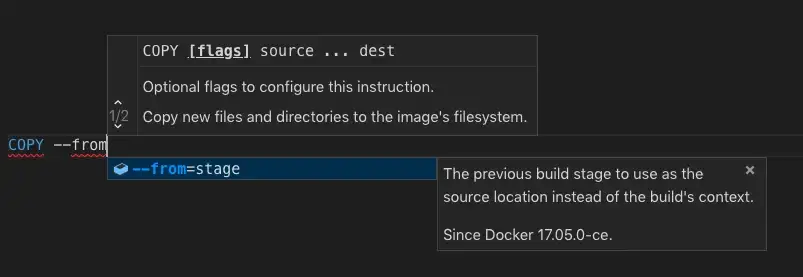 COPY [flags] source ... dest
Optional flags to configure this instruction.
1/2
Copy new files and directories to the image's filesystem.
COPY --from
--from=stage
The previous build stage to use as the
source location instead of the build's context.
Since Docker 17.05.0-ce.